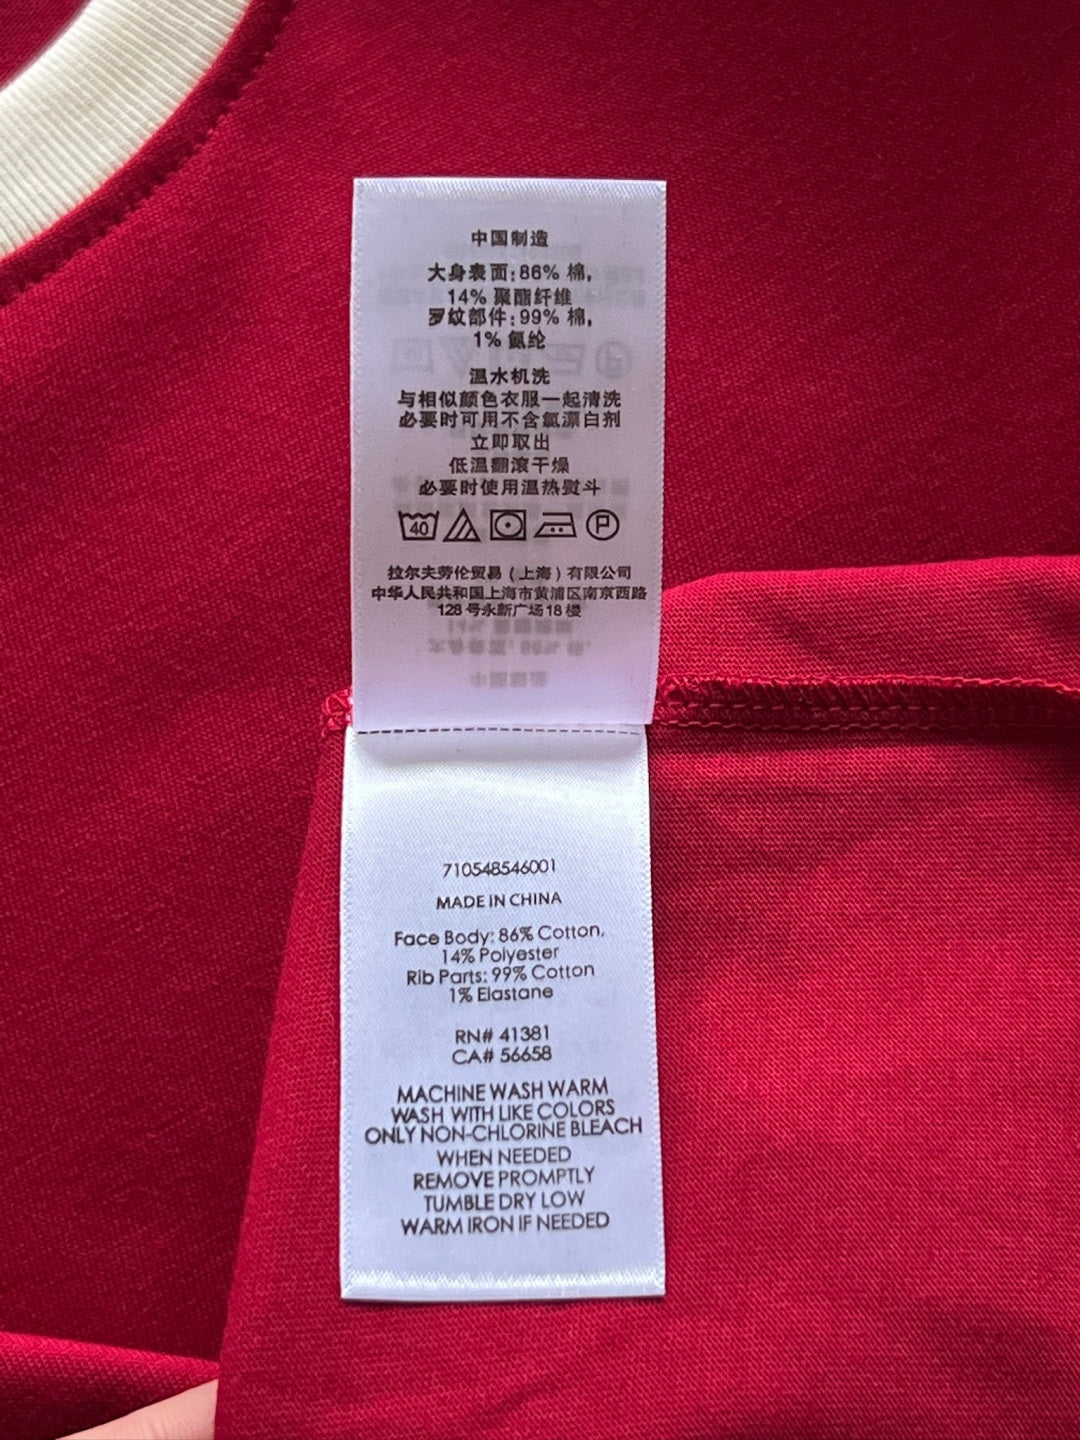 中国制造
大身表面:86% 棉,
14% 聚酯纤维
罗纹部件:99% 棉,
1% 氨纶
温水机洗
与相似颜色衣服一起清洗
必要时可用不含氯漂白剂
立即取出
低温翻滚干燥
必要时使用温热熨斗
40
P
拉尔夫劳伦贸易(上海)有限公司
中华人民共和国上海市黄浦区南京西路
128 号永新广场18 楼
710548546001
MADE IN CHINA
Face Body: 86% Cotton,
14% Polyester
Rib Parts: 99% Cotton
1% Elastane
RN# 41381
CA# 56658
MACHINE WASH WARM
WASH WITH LIKE COLORS
ONLY NON-CHLORINE BLEACH
WHEN NEEDED
REMOVE PROMPTLY
TUMBLE DRY LOW
WARM IRON IF NEEDED